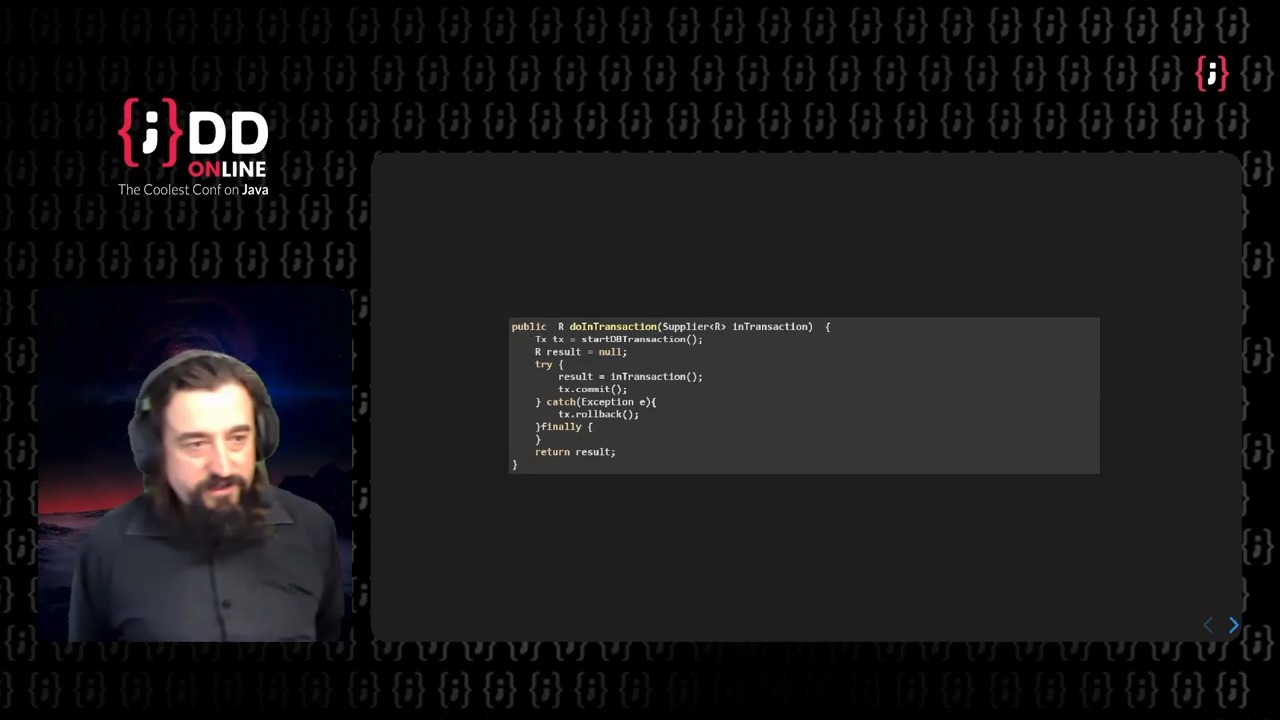 {;}
{;}DD
ONLINE
The Coolest Conf on Java
public  R doInTransaction(Supplier<R> inTransaction)  {
    Tx tx = startDBTransaction();
    R result = null;
    try {
        result = inTransaction();
        tx.commit();
    } catch(Exception e){
        tx.rollback();
    }finally {
    }
    return result;
}